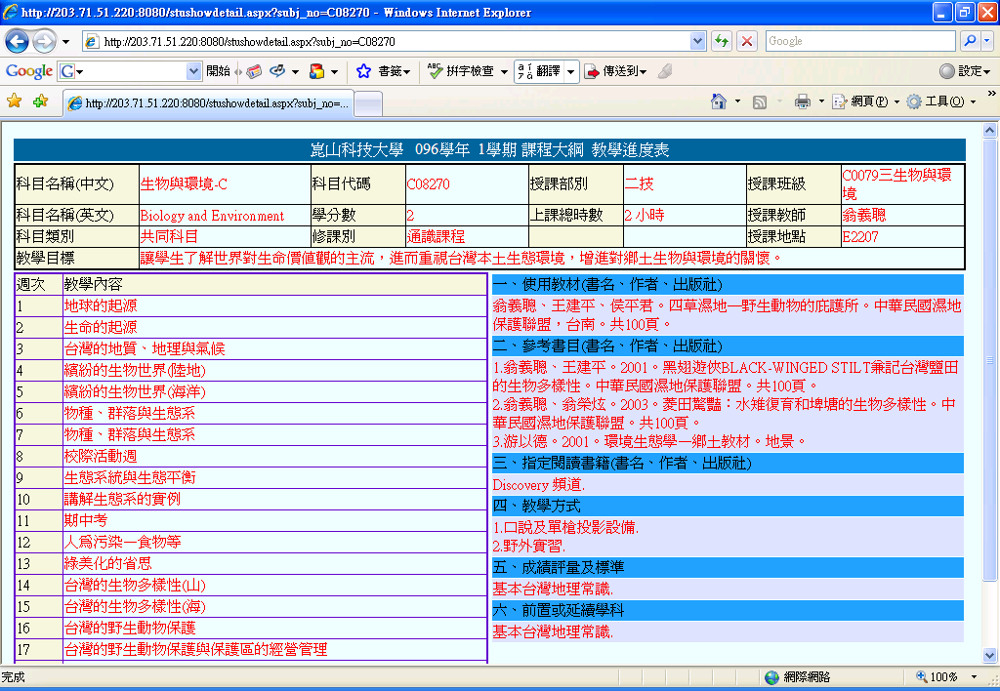 http://203.71.51.220:8080/stushowdetail.aspx?subj_no=C08270 - Windows Internet Explorer
http://203.71.51.220:8080/stushowdetail.aspx?subj_no=C08270
Google
Google
開始
書籤
拼字檢查
翻譯
傳送到
設定
http://203.71.51.220:8080/stushowdetail.aspx?subj_no=...
網頁(P)
工具(O)
崑山科技大學 096學年 1學期 課程大綱 教學進度表
科目名稱(中文) 生物與環境-C 科目代碼 C08270 授課部別 二技 授課班級 C0079三生物與環境
科目名稱(英文) Biology and Environment 學分數 2 上課總時數 2 小時 授課教師 翁義聰
科目類別 共同科目 修課別 通識課程 授課地點 E2207
教學目標 讓學生了解世界對生命價值觀的主流，進而重視台灣本土生態環境，增進對鄉土生物與環境的關懷。
週次 教學內容
1 地球的起源
2 生命的起源
3 台灣的地質、地理與氣候
4 繽紛的生物世界(陸地)
5 繽紛的生物世界(海洋)
6 物種、群落與生態系
7 物種、群落與生態系
8 校際活動週
9 生態系統與生態平衡
10 講解生態系的實例
11 期中考
12 人為污染—食物等
13 綠美化的省思
14 台灣的生物多樣性(山)
15 台灣的生物多樣性(海)
16 台灣的野生動物保護
17 台灣的野生動物保護與保護區的經營管理
一、使用教材(書名、作者、出版社)
翁義聰、王建平、侯平君。四草濕地—野生動物的庇護所。中華民國濕地
保護聯盟，台南。共100頁。
二、參考書目(書名、作者、出版社)
1.翁義聰、王建平。2001。黑翅遊俠BLACK-WINGED STILT兼記台灣鹽田
的生物多樣性。中華民國濕地保護聯盟。共100頁。
2.翁義聰、翁榮炫。2003。菱田驚豔：水雉復育和埤塘的生物多樣性。中
華民國濕地保護聯盟。共100頁。
3.游以德。2001。環境生態學—鄉土教材。地景。
三、指定閱讀書籍(書名、作者、出版社)
Discovery 頻道.
四、教學方式
1.口說及單槍投影設備.
2.野外實習.
五、成績評量及標準
基本台灣地理常識.
六、前置或延續學科
基本台灣地理常識.
完成
網際網路
100%